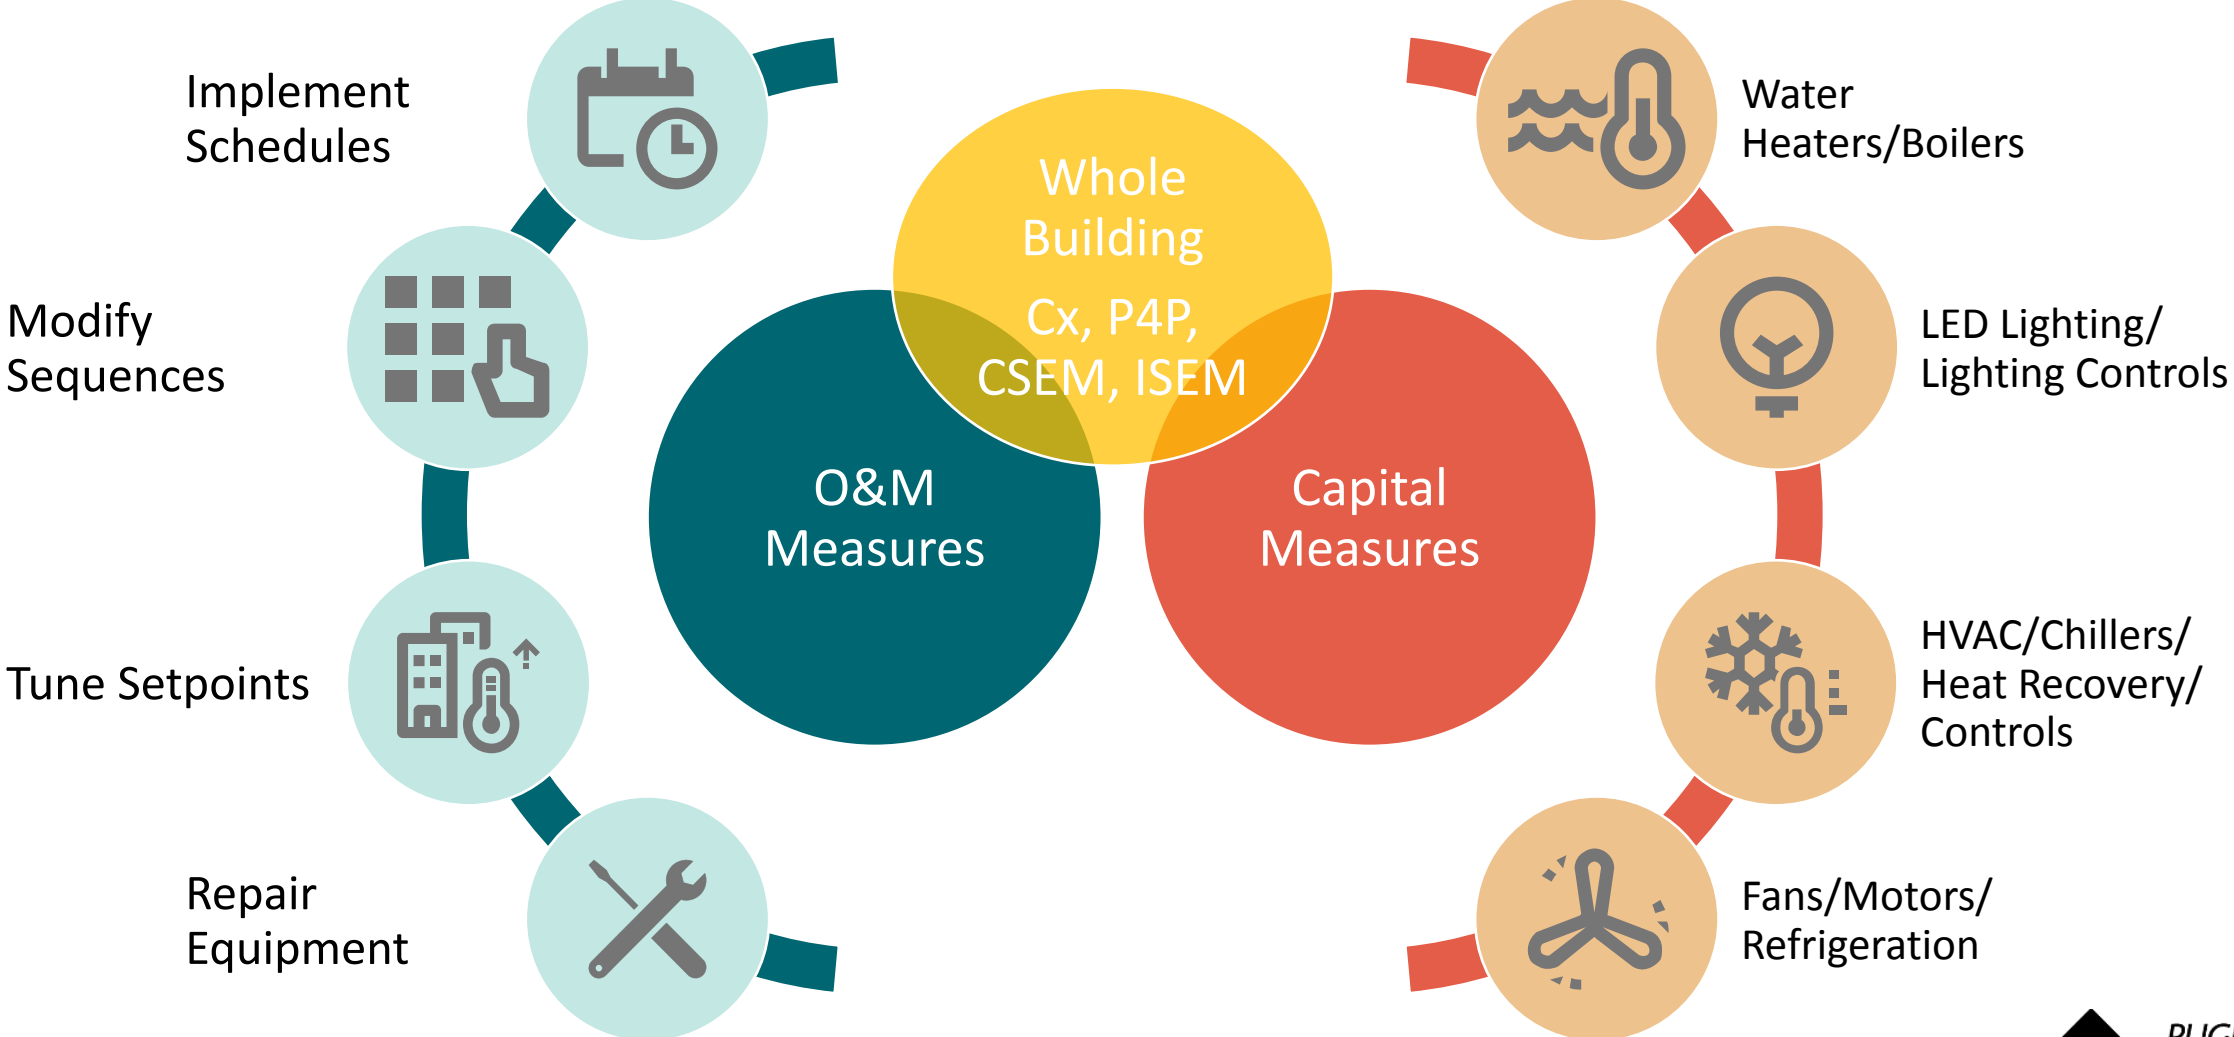 Implement
Schedules
Modify
Sequences
Tune Setpoints
Repair
Equipment
Whole
Building
Cx, P4P,
CSEM, ISEM
O&M
Measures
Capital
Measures
Water
Heaters/Boilers
LED Lighting/
Lighting Controls
HVAC/Chillers/
Heat Recovery/
Controls
Fans/Motors/
Refrigeration